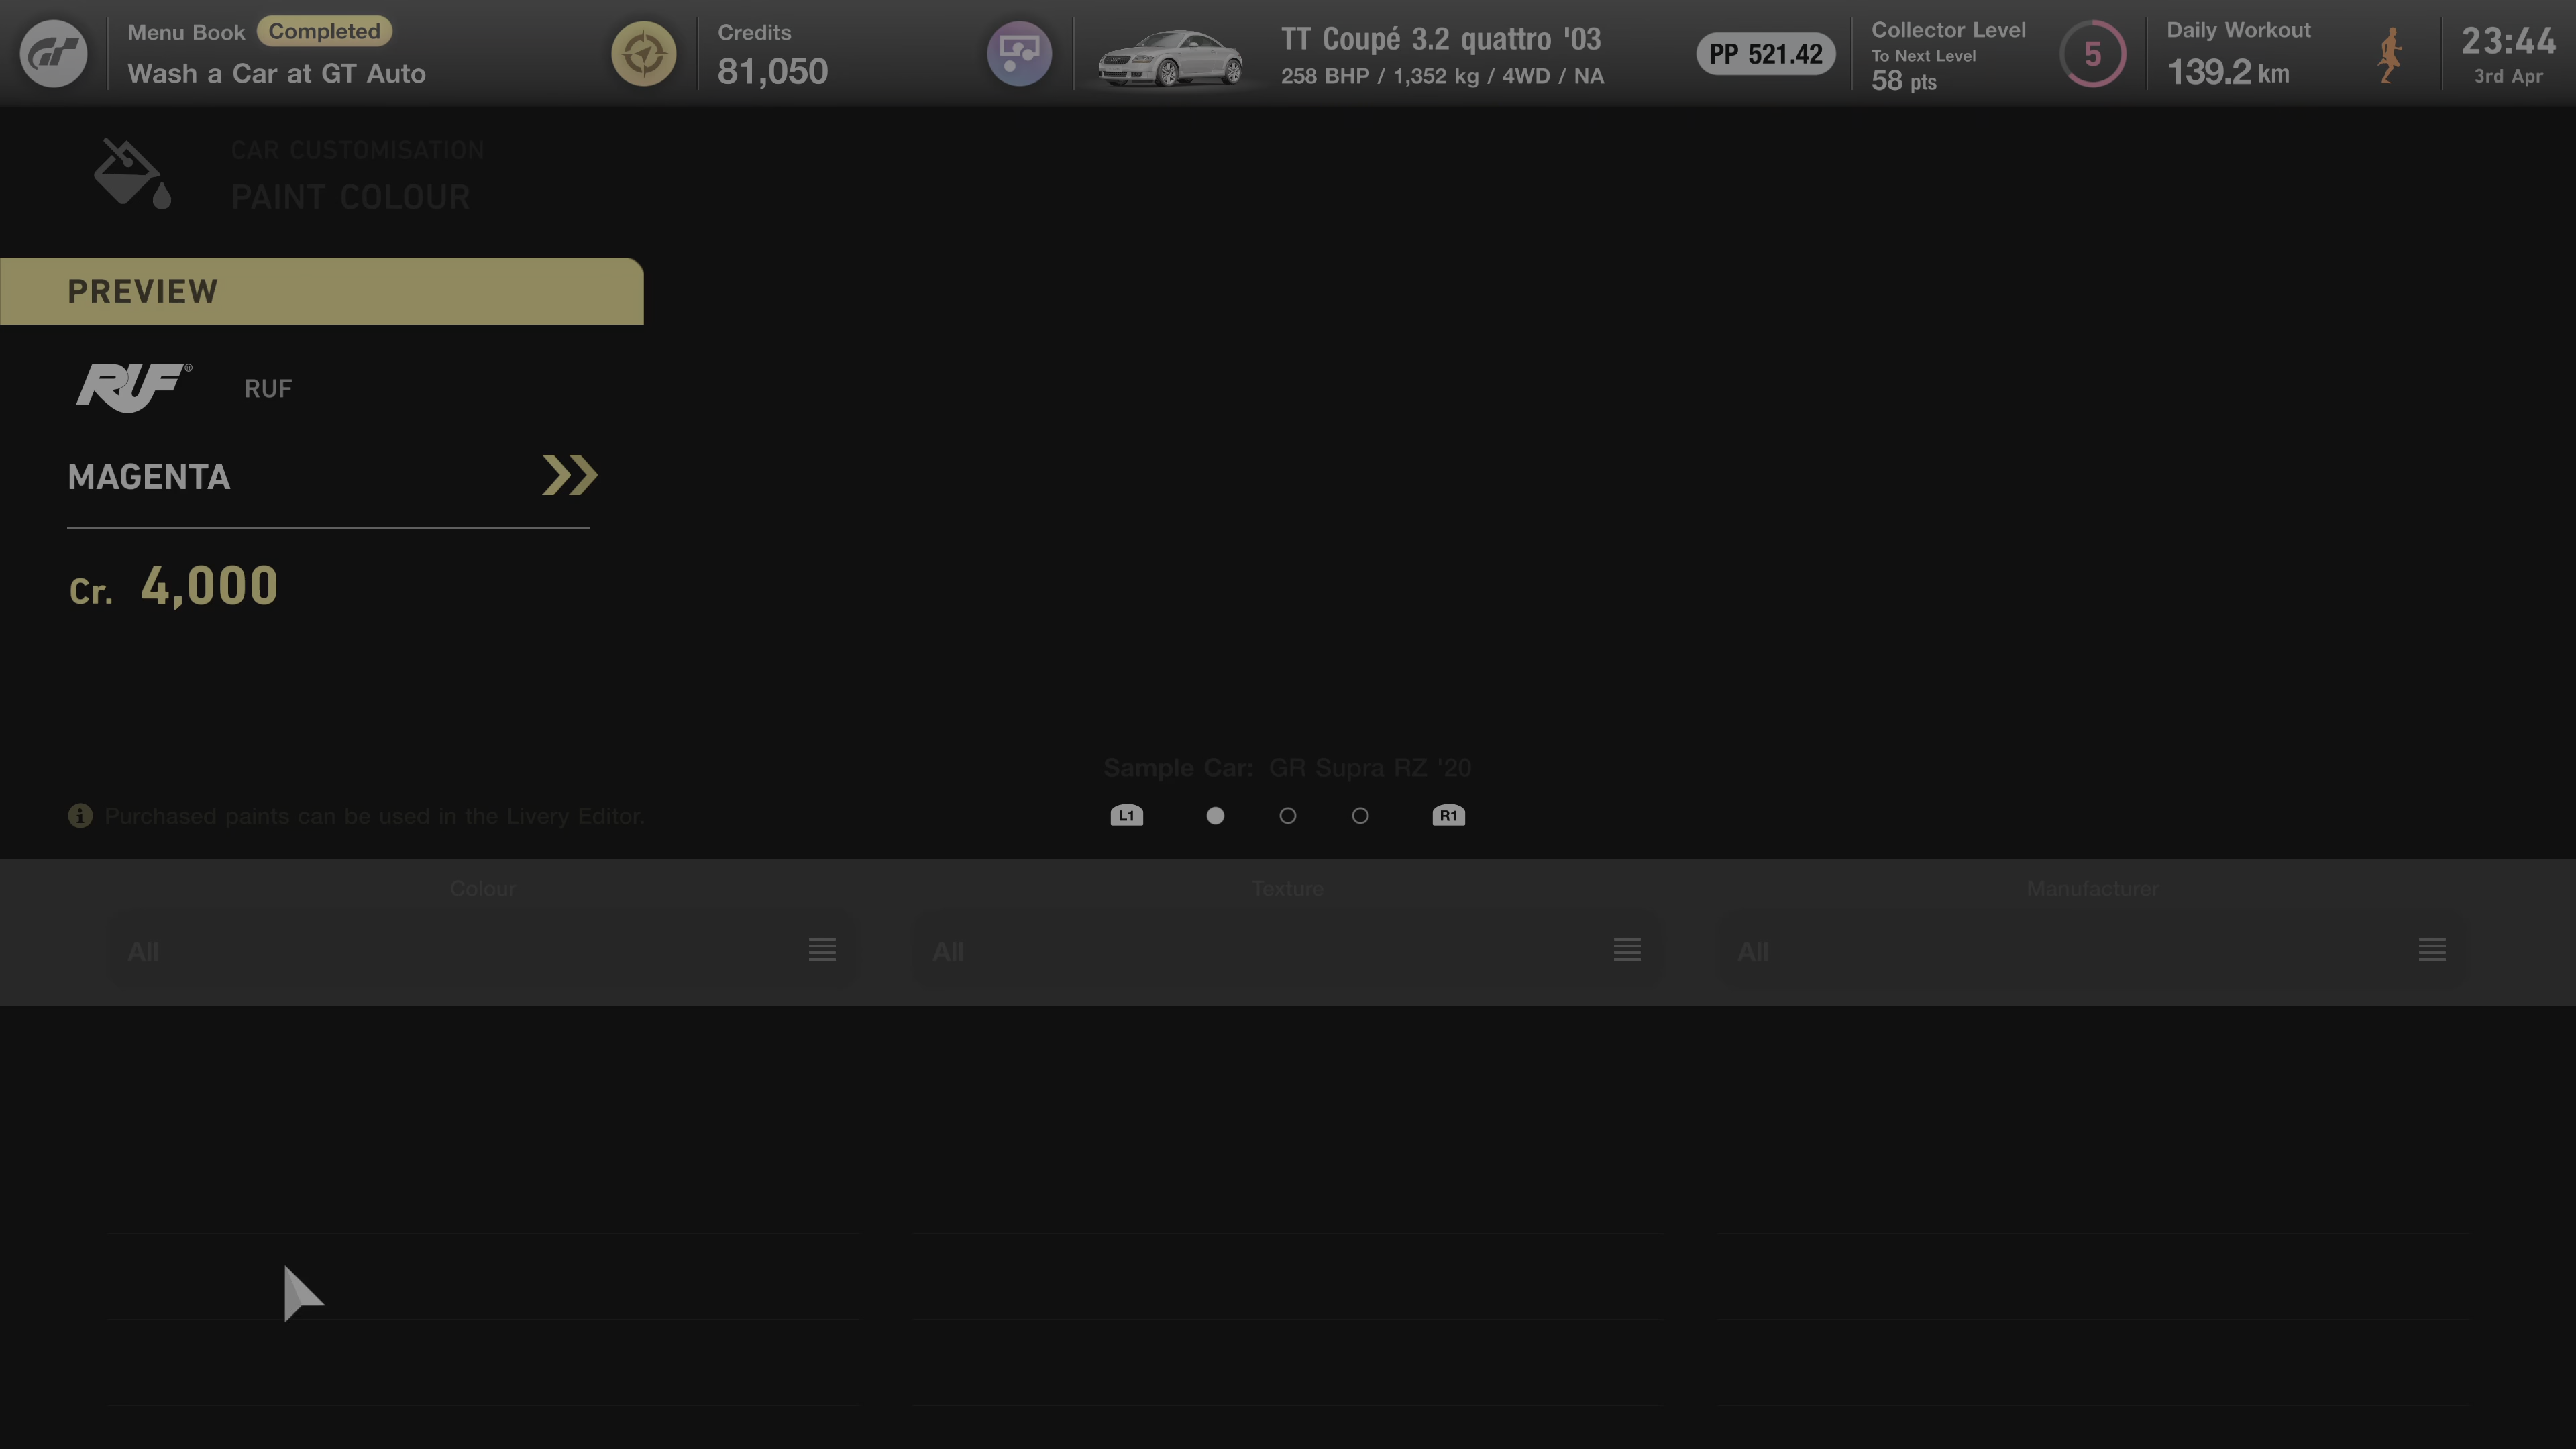 Menu Book Completed
Wash a Car at GT Auto
Credits
81,050
TT Coupé 3.2 quattro '03
258 BHP / 1,352 kg / 4WD / NA
PP 521.42
Collector Level
To Next Level
58 pts
5
Daily Workout
139.2 km
23:44
3rd Apr
CAR CUSTOMISATION
PAINT COLOUR
PREVIEW
RUF® RUF
MAGENTA
Cr. 4,000
Sample Car: GR Supra RZ '20
Purchased paints can be used in the Livery Editor.
L1 R1
Colour Texture Manufacturer
All All All